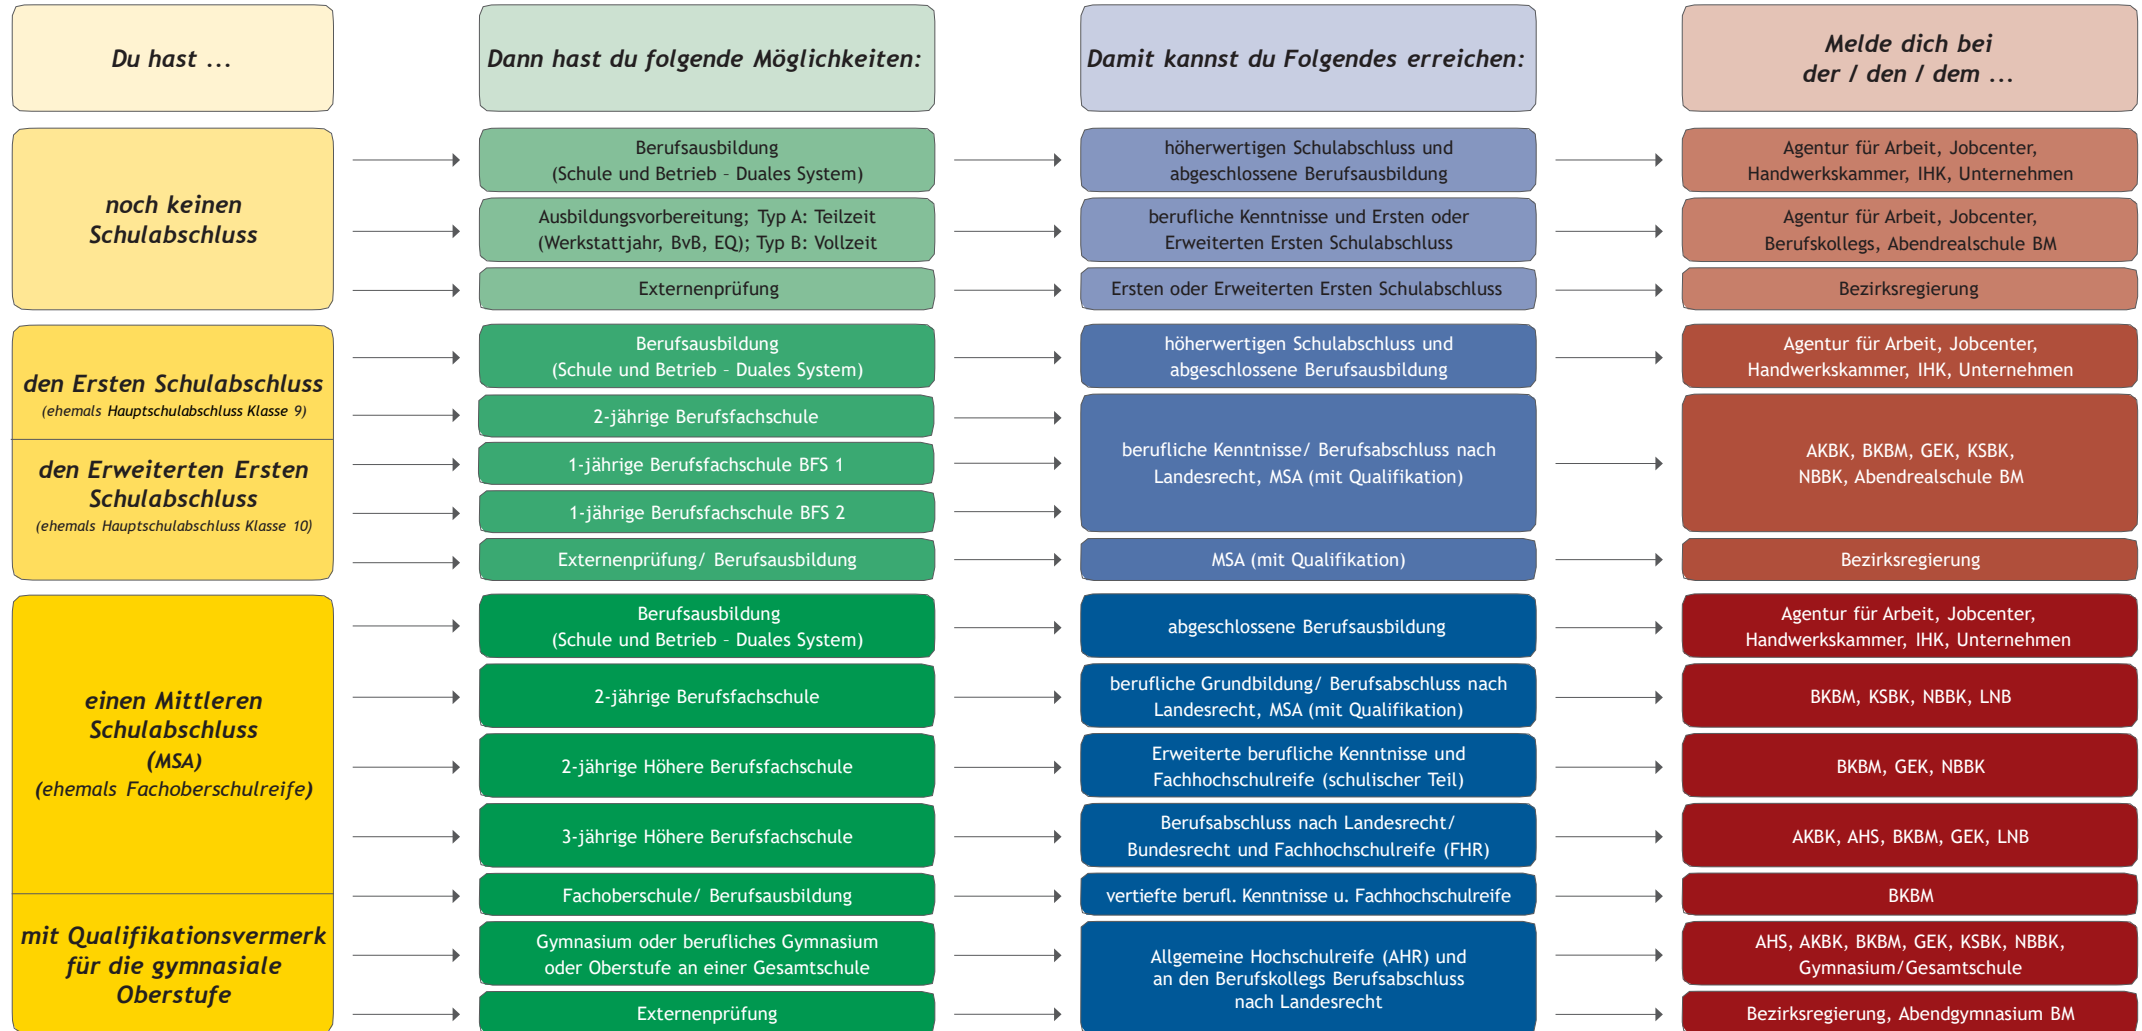 Du hast ...
Dann hast du folgende Möglichkeiten:
Damit kannst du Folgendes erreichen:
Melde dich bei
der / den / dem ...
noch keinen
Schulabschluss
Berufsausbildung
(Schule und Betrieb – Duales System)
höherwertigen Schulabschluss und
abgeschlossene Berufsausbildung
Agentur für Arbeit, Jobcenter,
Handwerkskammer, IHK, Unternehmen
Ausbildungsvorbereitung; Typ A: Teilzeit
(Werkstattjahr, BvB, EQ); Typ B: Vollzeit
berufliche Kenntnisse und Ersten oder
Erweiterten Ersten Schulabschluss
Agentur für Arbeit, Jobcenter,
Berufskollegs, Abendrealschule BM
Externenprüfung
Ersten oder Erweiterten Ersten Schulabschluss
Bezirksregierung
den Ersten Schulabschluss
(ehemals Hauptschulabschluss Klasse 9)
den Erweiterten Ersten
Schulabschluss
(ehemals Hauptschulabschluss Klasse 10)
Berufsausbildung
(Schule und Betrieb – Duales System)
höherwertigen Schulabschluss und
abgeschlossene Berufsausbildung
Agentur für Arbeit, Jobcenter,
Handwerkskammer, IHK, Unternehmen
2-jährige Berufsfachschule
1-jährige Berufsfachschule BFS 1
1-jährige Berufsfachschule BFS 2
berufliche Kenntnisse/ Berufsabschluss nach
Landesrecht, MSA (mit Qualifikation)
AKBK, BKBM, GEK, KSBK,
NBBK, Abendrealschule BM
Externenprüfung/ Berufsausbildung
MSA (mit Qualifikation)
Bezirksregierung
einen Mittleren
Schulabschluss
(MSA)
(ehemals Fachoberschulreife)
mit Qualifikationsvermerk
für die gymnasiale
Oberstufe
Berufsausbildung
(Schule und Betrieb – Duales System)
abgeschlossene Berufsausbildung
Agentur für Arbeit, Jobcenter,
Handwerkskammer, IHK, Unternehmen
2-jährige Berufsfachschule
berufliche Grundbildung/ Berufsabschluss nach
Landesrecht, MSA (mit Qualifikation)
BKBM, KSBK, NBBK, LNB
2-jährige Höhere Berufsfachschule
Erweiterte berufliche Kenntnisse und
Fachhochschulreife (schulischer Teil)
BKBM, GEK, NBBK
3-jährige Höhere Berufsfachschule
Berufsabschluss nach Landesrecht/
Bundesrecht und Fachhochschulreife (FHR)
AKBK, AHS, BKBM, GEK, LNB
Fachoberschule/ Berufsausbildung
vertiefte berufl. Kenntnisse u. Fachhochschulreife
BKBM
Gymnasium oder berufliches Gymnasium
oder Oberstufe an einer Gesamtschule
Allgemeine Hochschulreife (AHR) und
an den Berufskollegs Berufsabschluss
nach Landesrecht
AHS, AKBK, BKBM, GEK, KSBK, NBBK,
Gymnasium/Gesamtschule
Externenprüfung
Bezirksregierung, Abendgymnasium BM